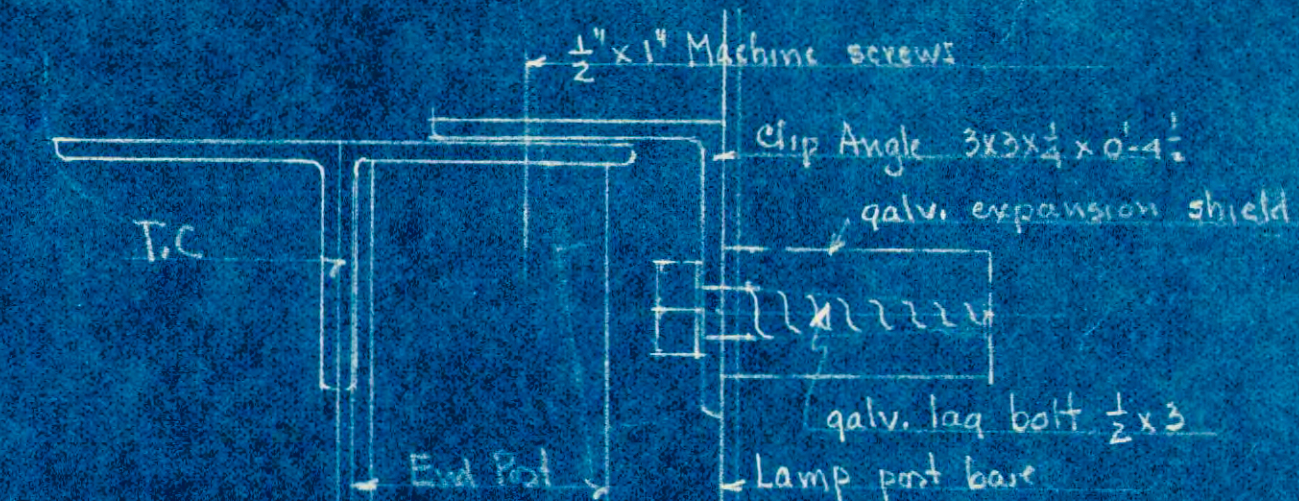 ½" x 1" Machine screws
Clip Angle 3x3x¼ x 0'-4½
galv. expansion shield
T.C
galv. lag bolt ½ x 3
End Post
Lamp post base